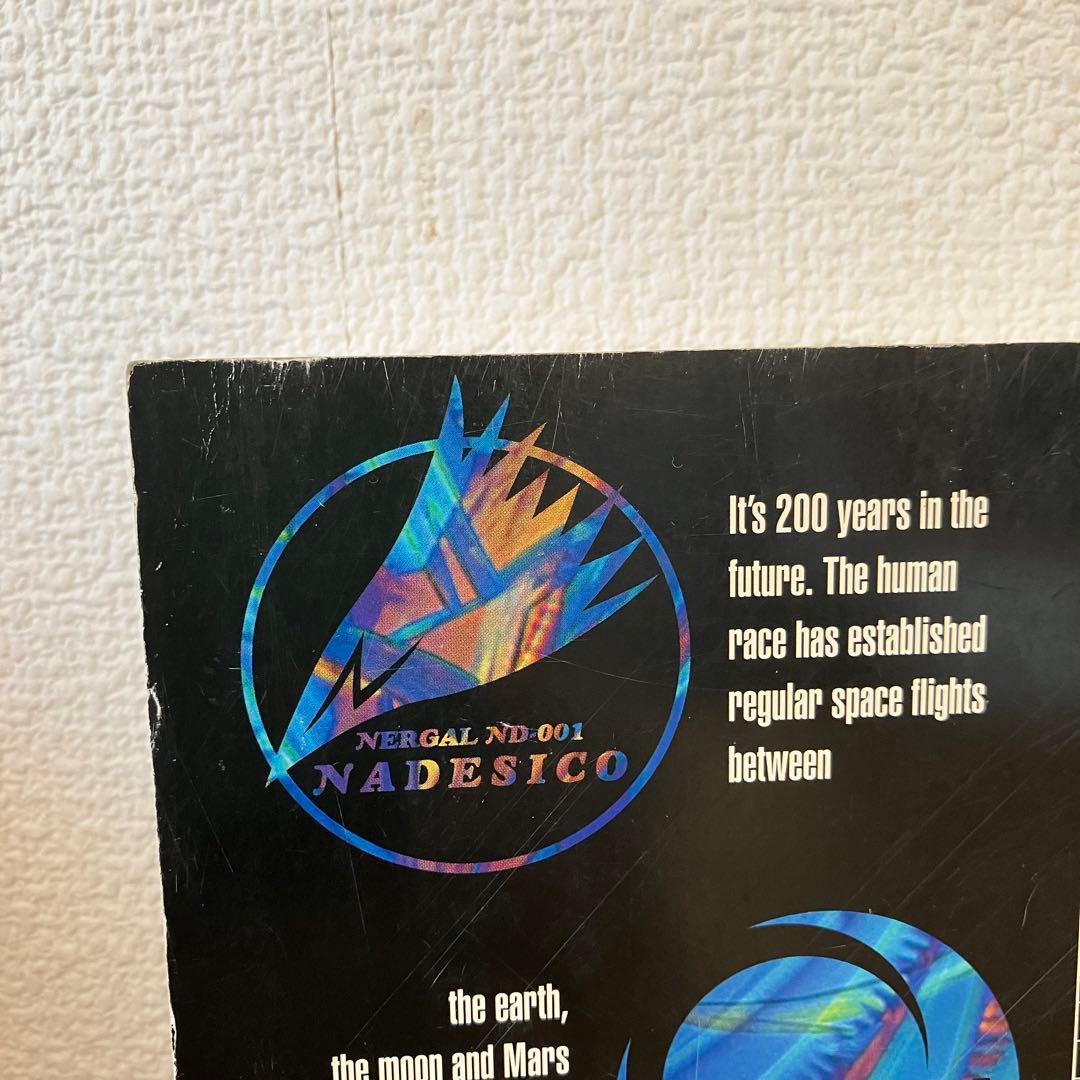 NERGAL ND-001
NADESICO
It's 200 years in the
future. The human
race has established
regular space flights
between
the earth,
the moon and Mars